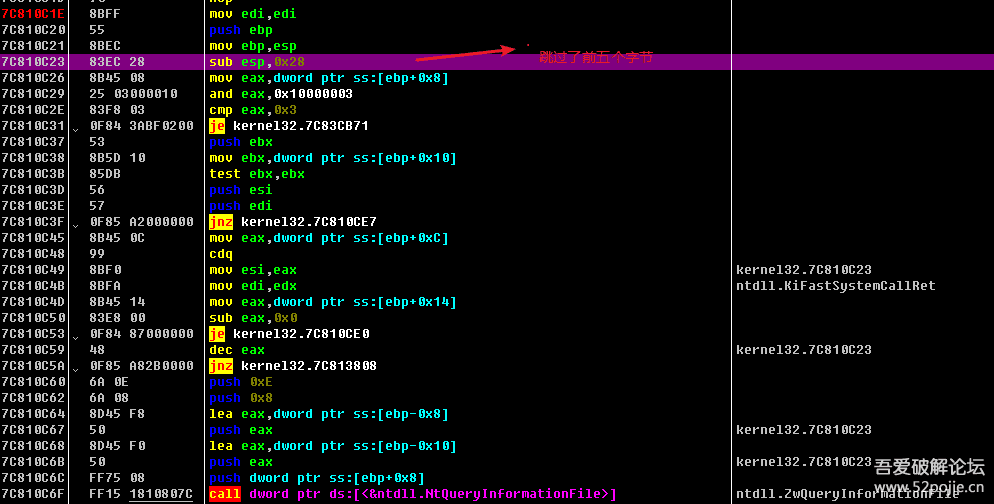 nop
7C810C1E 8BFF mov edi,edi
7C810C20 55 push ebp
7C810C21 8BEC mov ebp,esp
7C810C23 83EC 28 sub esp,0x28 跳过了前五个字节
7C810C26 8B45 08 mov eax,dword ptr ss:[ebp+0x8]
7C810C29 25 03000010 and eax,0x10000003
7C810C2E 83F8 03 cmp eax,0x3
7C810C31 0F84 3ABF0200 je kernel32.7C83CB71
7C810C37 53 push ebx
7C810C38 8B5D 10 mov ebx,dword ptr ss:[ebp+0x10]
7C810C3B 85DB test ebx,ebx
7C810C3D 56 push esi
7C810C3E 57 push edi
7C810C3F 0F85 A2000000 jnz kernel32.7C810CE7
7C810C45 8B45 0C mov eax,dword ptr ss:[ebp+0xC]
7C810C48 99 cdq
7C810C49 8BF0 mov esi,eax kernel32.7C810C23
7C810C4B 8BFA mov edi,edx ntdll.KiFastSystemCallRet
7C810C4D 8B45 14 mov eax,dword ptr ss:[ebp+0x14]
7C810C50 83E8 00 sub eax,0x0
7C810C53 0F84 87000000 je kernel32.7C810CE0
7C810C59 48 dec eax kernel32.7C810C23
7C810C5A 0F85 A82B0000 jnz kernel32.7C813808
7C810C60 6A 0E push 0xE
7C810C62 6A 08 push 0x8
7C810C64 8D45 F8 lea eax,dword ptr ss:[ebp-0x8]
7C810C67 50 push eax kernel32.7C810C23
7C810C68 8D45 F0 lea eax,dword ptr ss:[ebp-0x10]
7C810C6B 50 push eax kernel32.7C810C23
7C810C6C FF75 08 push dword ptr ss:[ebp+0x8]
7C810C6F FF15 1810807C call dword ptr ds:[<&ntdll.NtQueryInformationFile>] ntdll.ZwQueryInformationFile
吾爱破解论坛
www.52pojie.cn